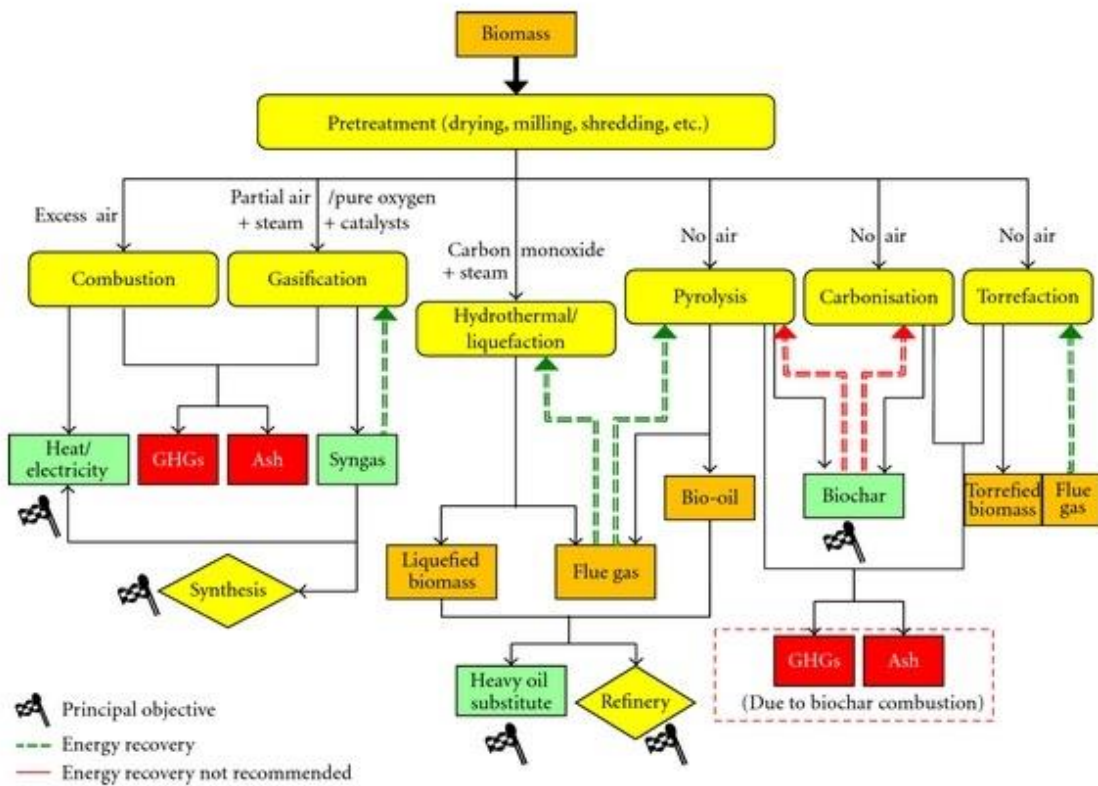 Biomass
Pretreatment (drying, milling, shredding, etc.)
Excess air
Partial air /pure oxygen
+ steam + catalysts
Carbon monoxide
+ steam
No air
No air
No air
Combustion
Gasification
Hydrothermal/
liquefaction
Pyrolysis
Carbonisation
Torrefaction
Heat/
electricity
GHGs
Ash
Syngas
Bio-oil
Biochar
Torrefied
biomass
Flue
gas
Liquefied
biomass
Flue gas
Synthesis
Heavy oil
substitute
Refinery
GHGs
Ash
(Due to biochar combustion)
Principal objective
Energy recovery
Energy recovery not recommended